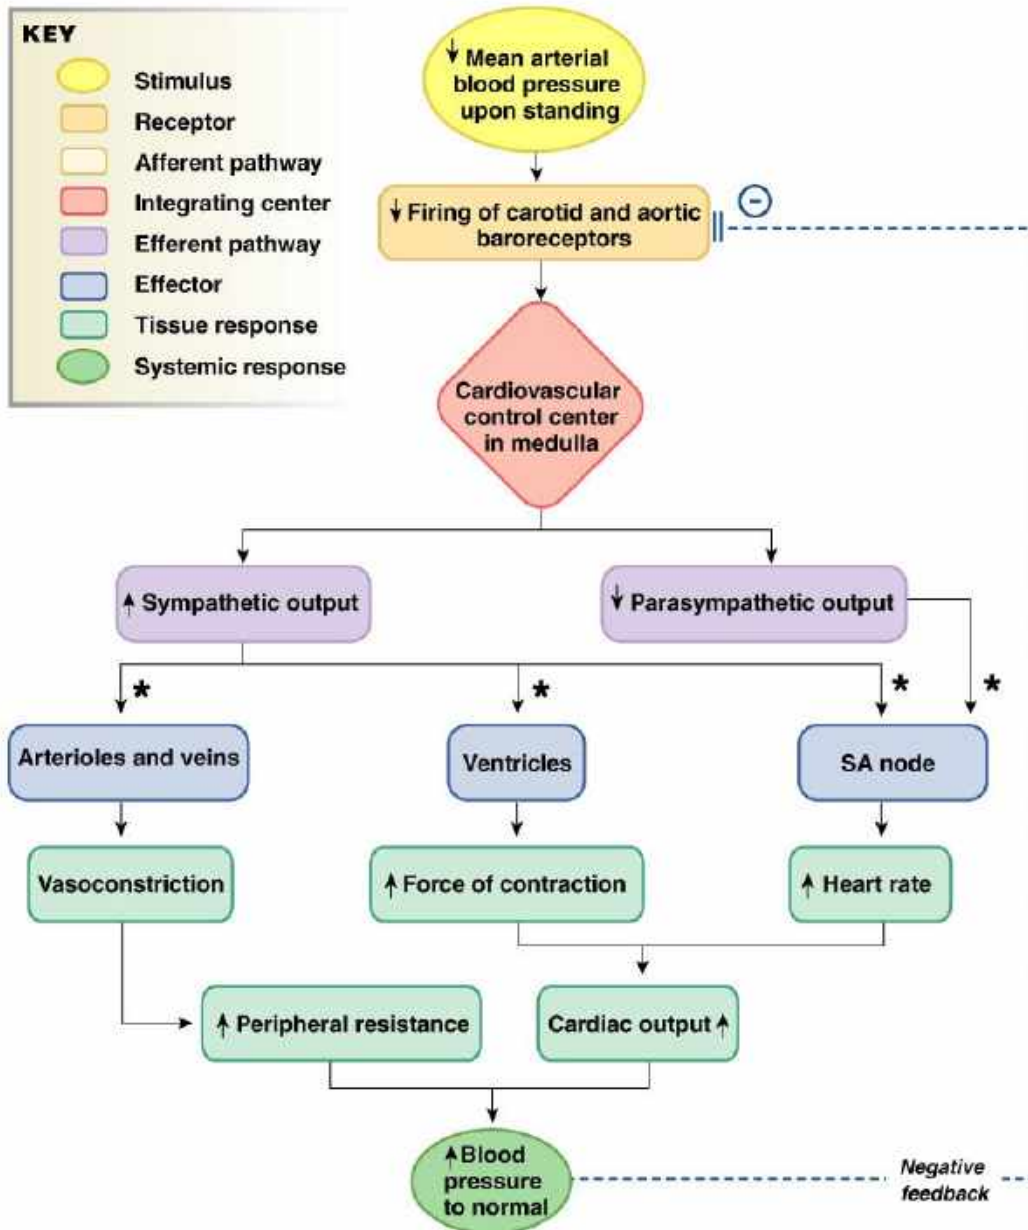 KEY
Stimulus
Receptor
Afferent pathway
Integrating center
Efferent pathway
Effector
Tissue response
Systemic response
↓ Mean arterial
blood pressure
upon standing
↓ Firing of carotid and aortic
baroreceptors
-
Cardiovascular
control center
in medulla
↑ Sympathetic output
↓ Parasympathetic output
*
*
*
*
Arterioles and veins
Ventricles
SA node
Vasoconstriction
↑ Force of contraction
↑ Heart rate
↑ Peripheral resistance
Cardiac output ↑
↑ Blood
pressure
to normal
Negative
feedback